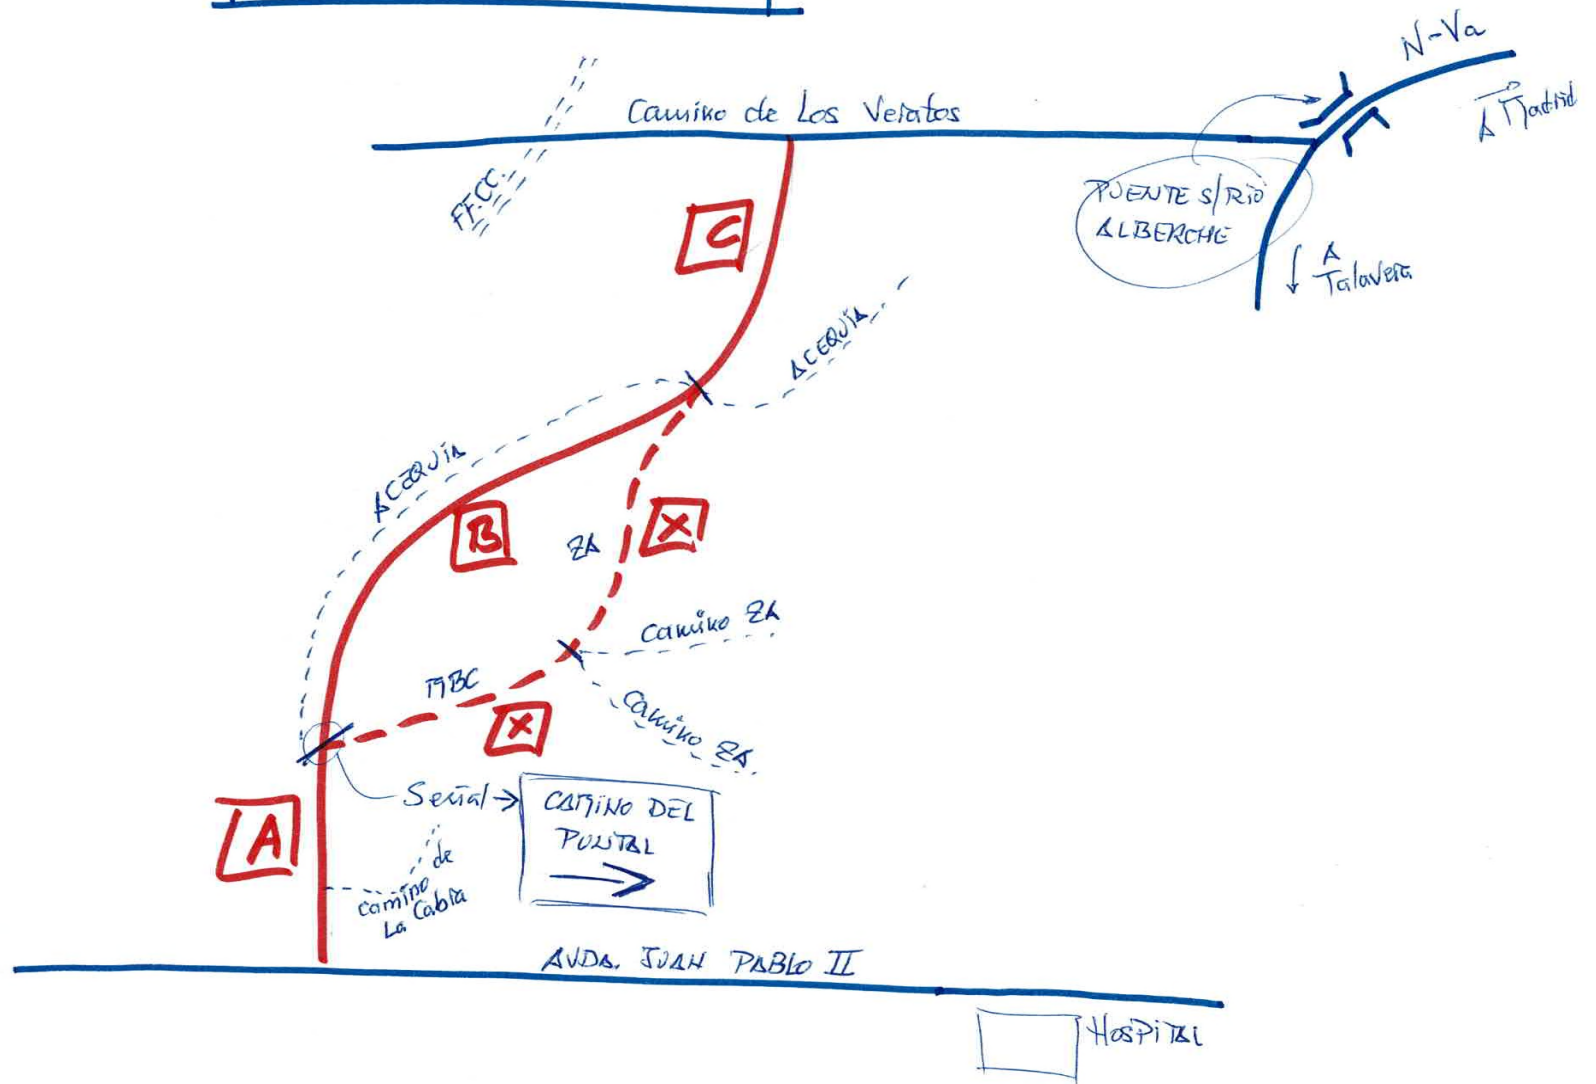 N-Va
A Madrid
Camino de Los Veratos
FF.CC.
PUENTE S/RIO
ALBERCHE
A
Talavera
C
ACEQUIA
ACEQUIA
B
X
ZA
Camino ZA
MBC
X
Camino ZA
Señal
CAMINO DEL
PUNTAL
A
Camino de
La Cabra
AVDA. JUAN PABLO II
HOSPITAL